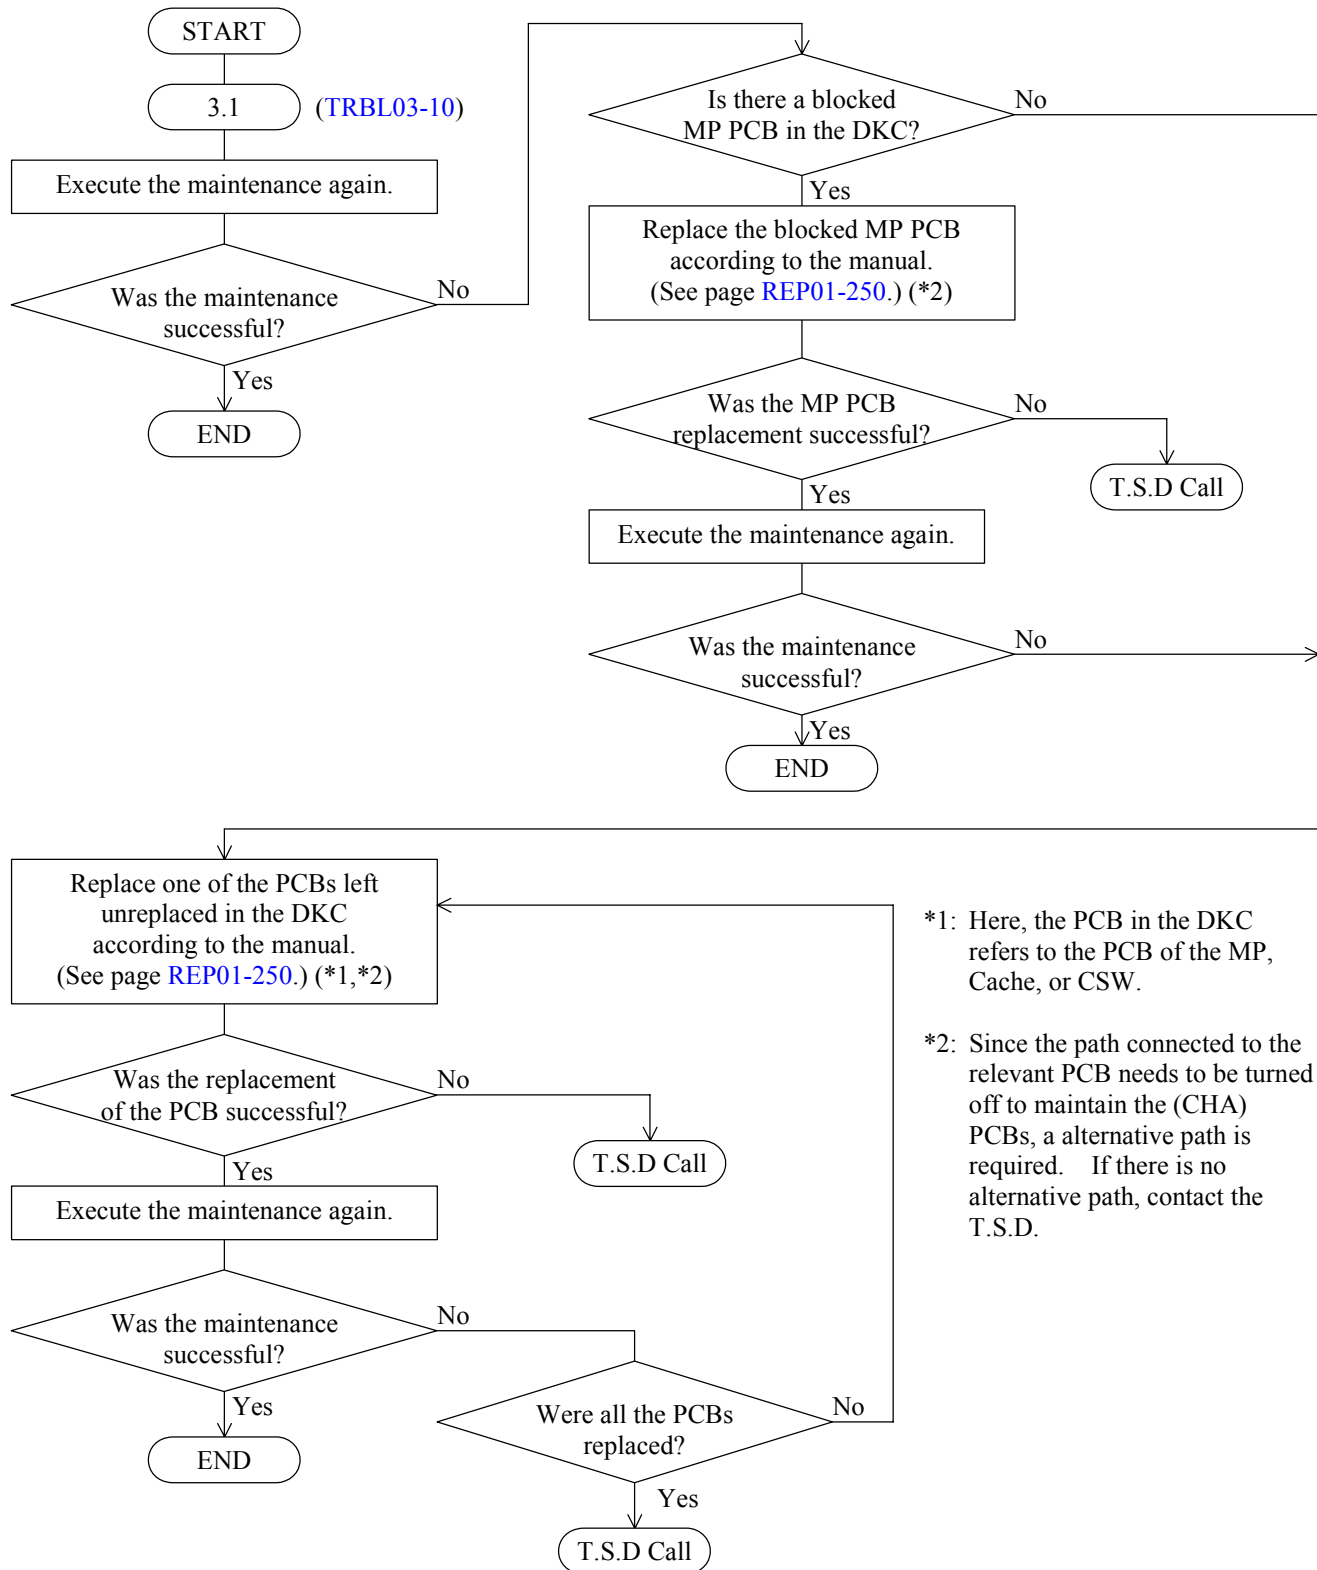 START
3.1 (TRBL03-10)
Execute the maintenance again.
Was the maintenance
successful?
No
Yes
END
Is there a blocked
MP PCB in the DKC?
No
Yes
Replace the blocked MP PCB
according to the manual.
(See page REP01-250.) (*2)
Was the MP PCB
replacement successful?
No
T.S.D Call
Yes
Execute the maintenance again.
Was the maintenance
successful?
No
Yes
END
Replace one of the PCBs left
unreplaced in the DKC
according to the manual.
(See page REP01-250.) (*1,*2)
Was the replacement
of the PCB successful?
No
T.S.D Call
Yes
Execute the maintenance again.
Was the maintenance
successful?
No
Yes
END
Were all the PCBs
replaced?
No
Yes
T.S.D Call
*1: Here, the PCB in the DKC
refers to the PCB of the MP,
Cache, or CSW.
*2: Since the path connected to the
relevant PCB needs to be turned
off to maintain the (CHA)
PCBs, a alternative path is
required. If there is no
alternative path, contact the
T.S.D.